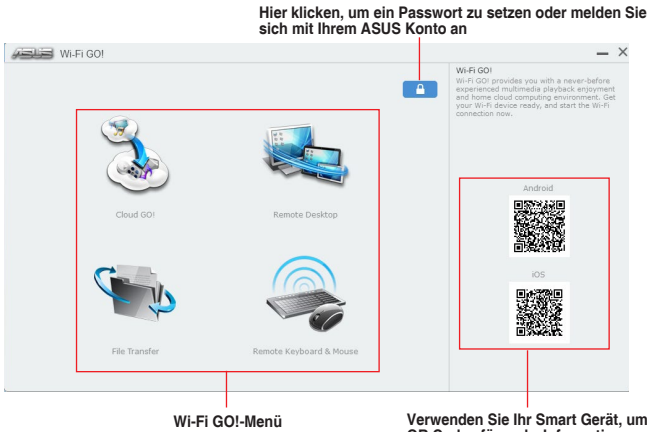 Hier klicken, um ein Passwort zu setzen oder melden Sie
sich mit Ihrem ASUS Konto an
ASUS Wi-Fi GO!
Wi-Fi GO!
Wi-Fi GO! provides you with a never-before
experienced multimedia playback enjoyment
and home cloud computing environment. Get
your Wi-Fi device ready, and start the Wi-Fi
connection now.
Cloud GO!
Remote Desktop
Android
iOS
File Transfer
Remote Keyboard & Mouse
Wi-Fi GO!-Menü
Verwenden Sie Ihr Smart Gerät, um